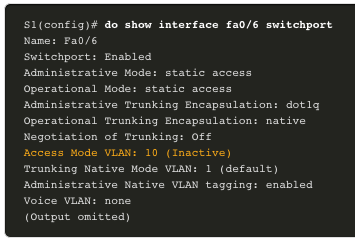 S1(config)# do show interface fa0/6 switchport
Name: Fa0/6
Switchport: Enabled
Administrative Mode: static access
Operational Mode: static access
Administrative Trunking Encapsulation: dot1q
Operational Trunking Encapsulation: native
Negotiation of Trunking: Off
Access Mode VLAN: 10 (Inactive)
Trunking Native Mode VLAN: 1 (default)
Administrative Native VLAN tagging: enabled
Voice VLAN: none
(Output omitted)